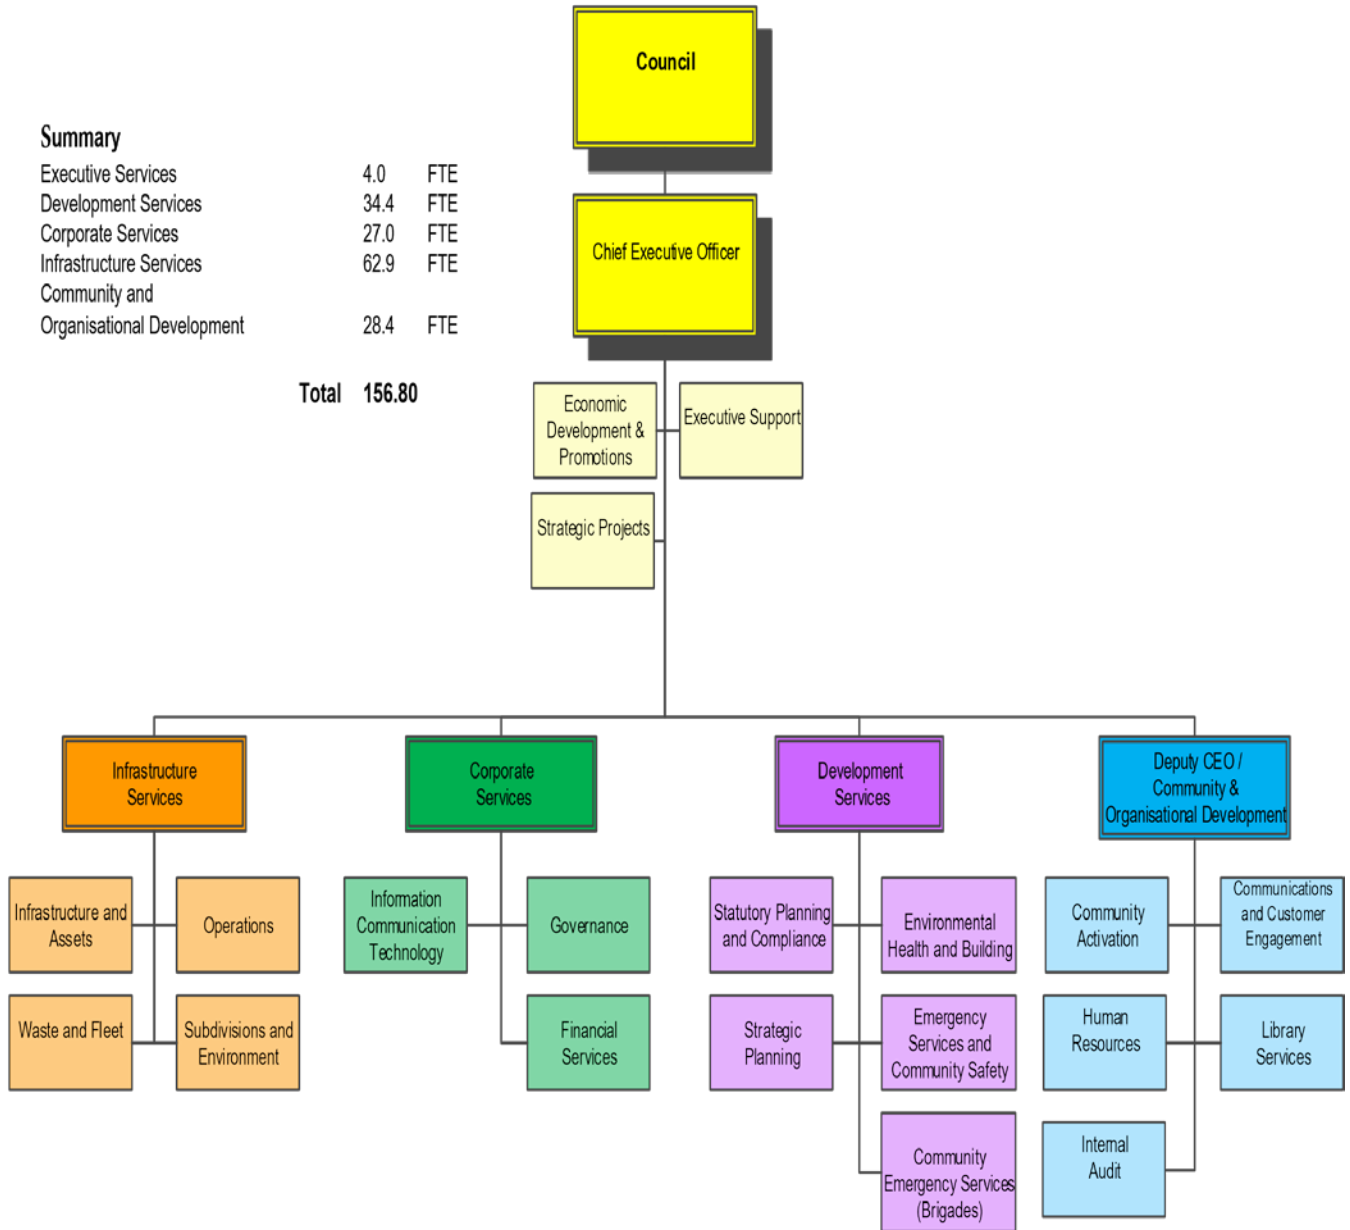 Council
Summary
Executive Services 4.0 FTE
Development Services 34.4 FTE
Corporate Services 27.0 FTE
Infrastructure Services 62.9 FTE
Community and
Organisational Development 28.4 FTE
Total 156.80
Chief Executive Officer
Economic
Development &
Promotions
Executive Support
Strategic Projects
Infrastructure
Services
Corporate
Services
Development
Services
Deputy CEO /
Community &
Organisational Development
Infrastructure and
Assets
Operations
Waste and Fleet
Subdivisions and
Environment
Information
Communication
Technology
Governance
Financial
Services
Statutory Planning
and Compliance
Environmental
Health and Building
Strategic
Planning
Emergency
Services and
Community Safety
Community
Emergency Services
(Brigades)
Community
Activation
Communications
and Customer
Engagement
Human
Resources
Library
Services
Internal
Audit